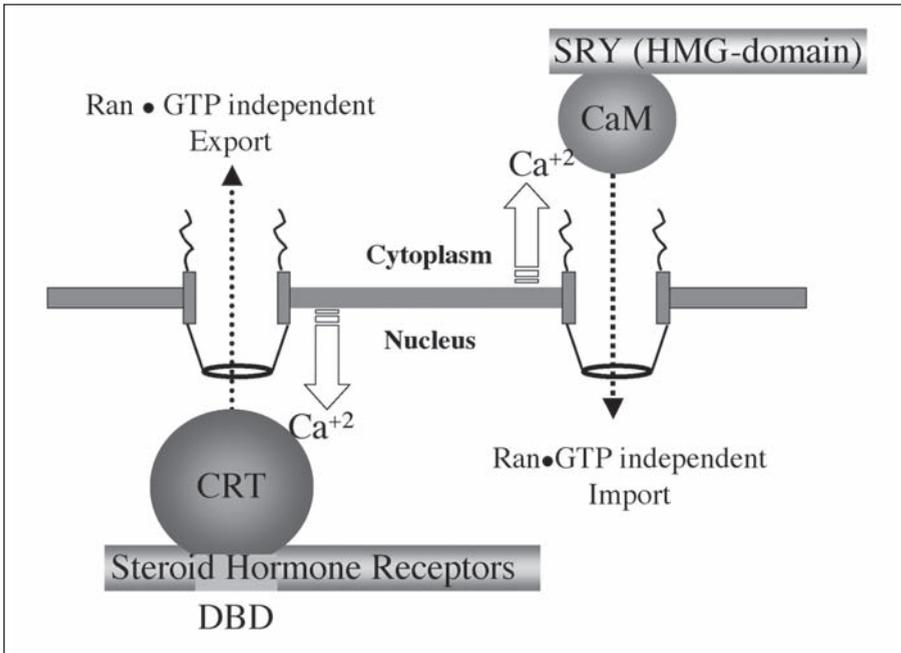 SRY (HMG-domain)
CaM
Ran • GTP independent
Export
Ca+2
Cytoplasm
Nucleus
Ca+2
CRT
Ran•GTP independent
Import
Steroid Hormone Receptors
DBD